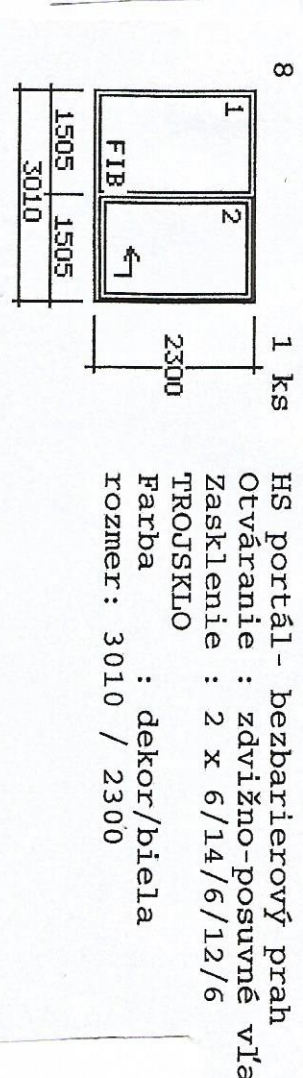 8
1 ks
HS portál- bezbarierový prah
Otváranie : zdvižno-posuvné vľa
Zasklenie : 2 x 6/14/6/12/6
TROJSKLO
Farba : dekor/biela
rozmer: 3010 / 2300
1
2
FIB
2300
1505
1505
3010